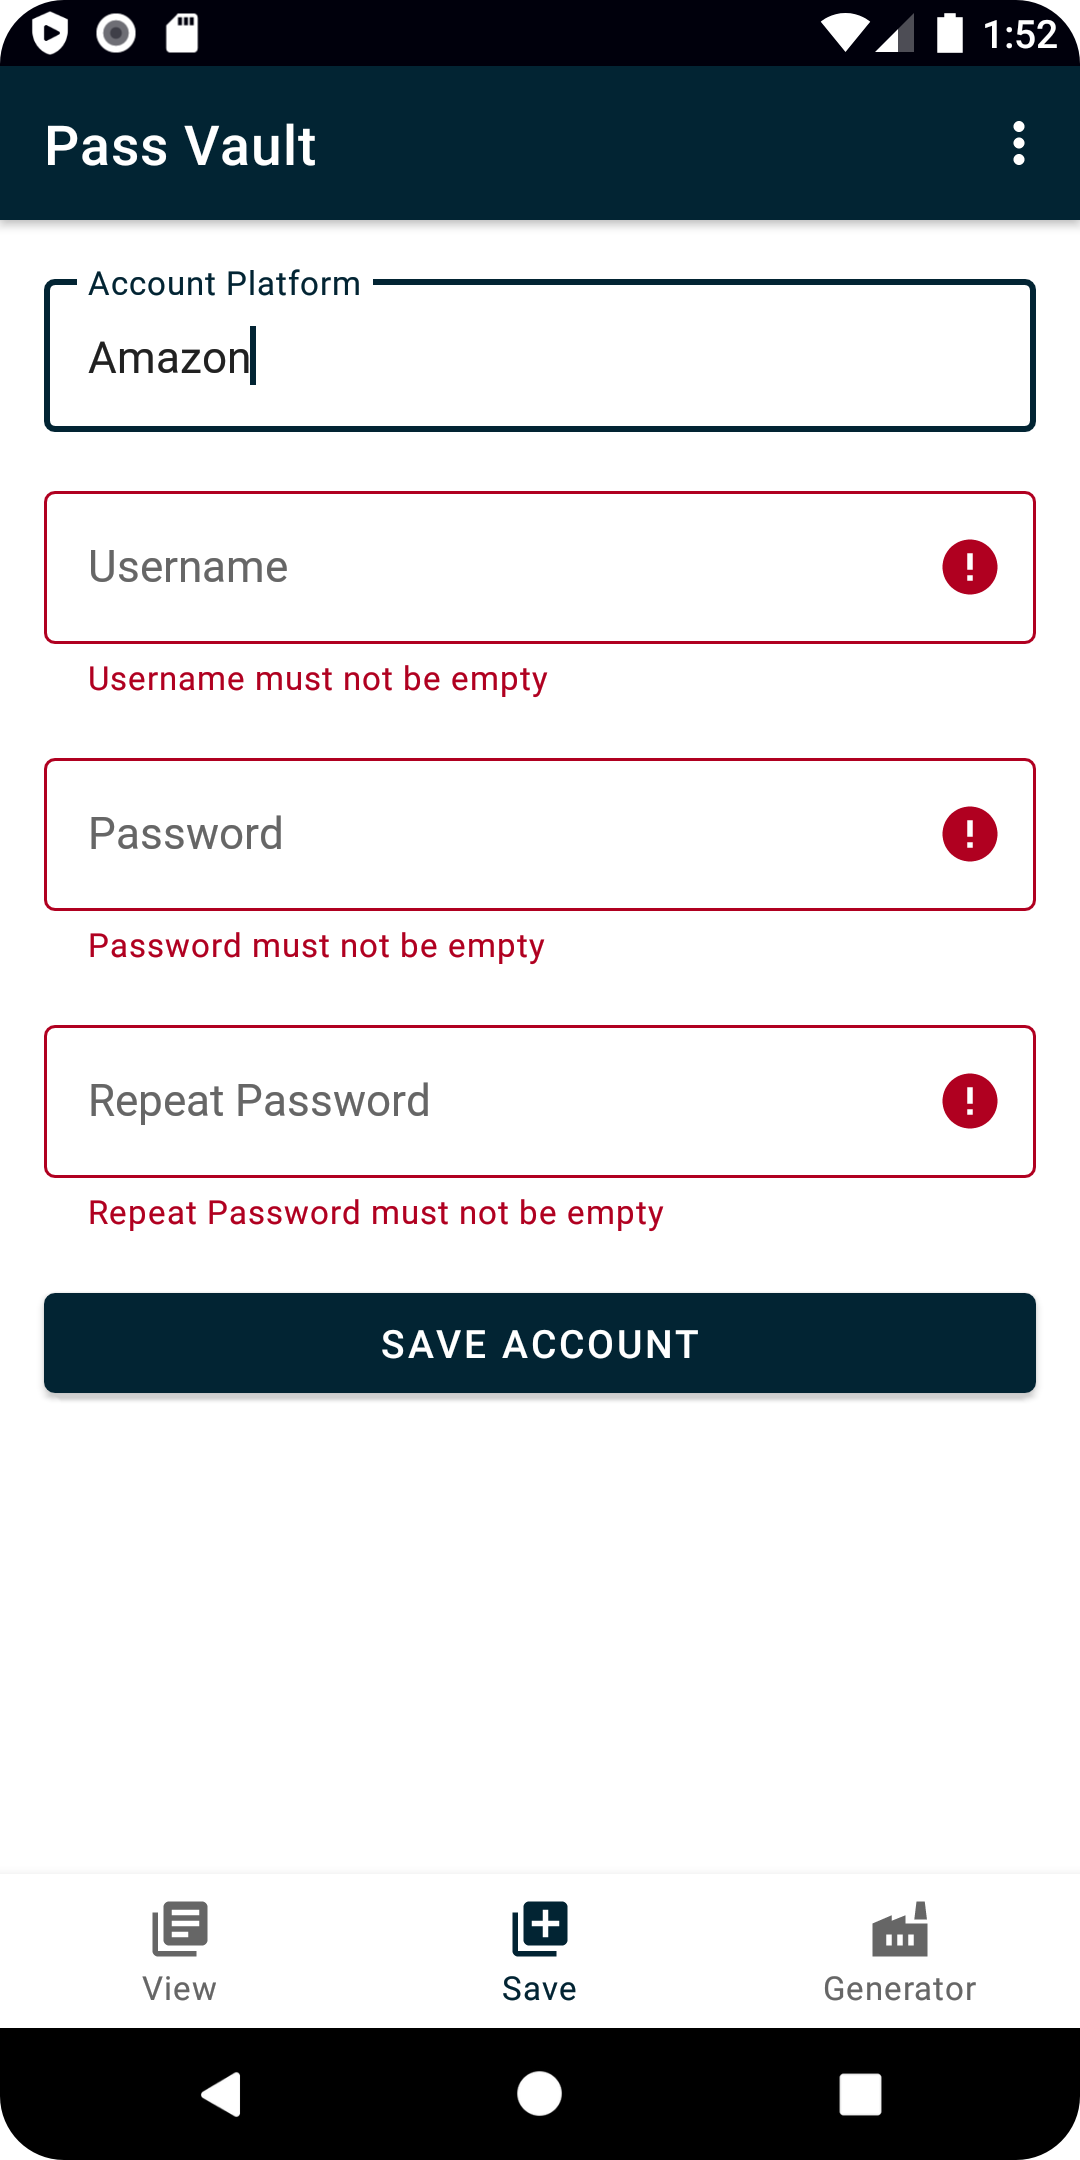 1:52
Pass Vault
Account Platform
Amazon
Username
Username must not be empty
Password
Password must not be empty
Repeat Password
Repeat Password must not be empty
SAVE ACCOUNT
View
Save
Generator